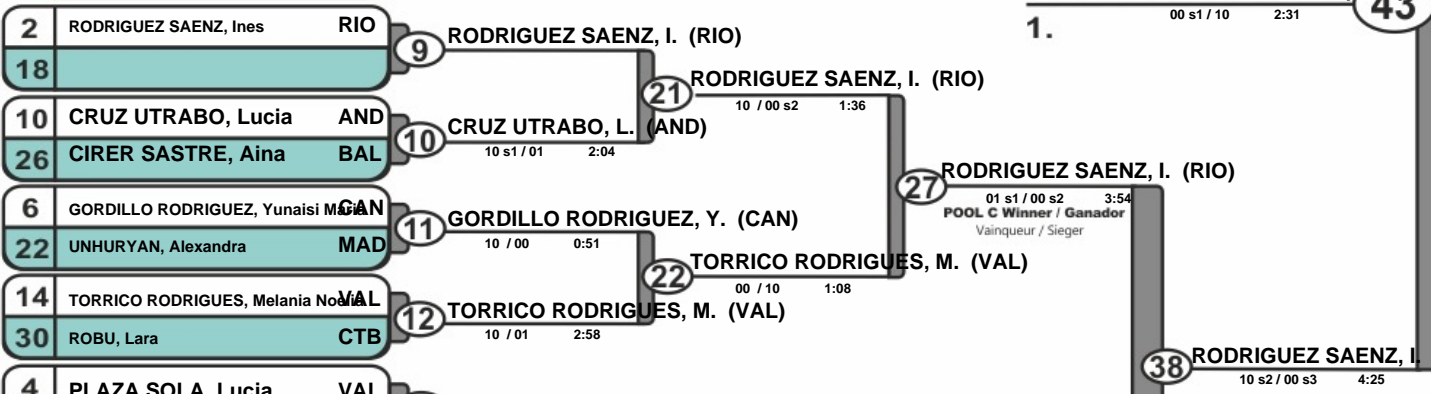 2 RODRIGUEZ SAENZ, Ines RIO
18
9 RODRIGUEZ SAENZ, I. (RIO)
10 CRUZ UTRABO, Lucia AND
26 CIRER SASTRE, Aina BAL
10 CRUZ UTRABO, L. (AND)
10 s1 / 01 2:04
21 RODRIGUEZ SAENZ, I. (RIO)
10 / 00 s2 1:36
6 GORDILLO RODRIGUEZ, Yunaisi Maria CAN
22 UNHURYAN, Alexandra MAD
11 GORDILLO RODRIGUEZ, Y. (CAN)
10 / 00 0:51
14 TORRICO RODRIGUES, Melania Noelia VAL
30 ROBU, Lara CTB
12 TORRICO RODRIGUES, M. (VAL)
10 / 01 2:58
22 TORRICO RODRIGUES, M. (VAL)
00 / 10 1:08
27 RODRIGUEZ SAENZ, I. (RIO)
01 s1 / 00 s2 3:54
POOL C Winner / Ganador
Vainqueur / Sieger
4 PLAZA SOLA, Lucia VAL
38 RODRIGUEZ SAENZ, I.
10 s2 / 00 s3 4:25
00 s1 / 10 2:31
43
1.